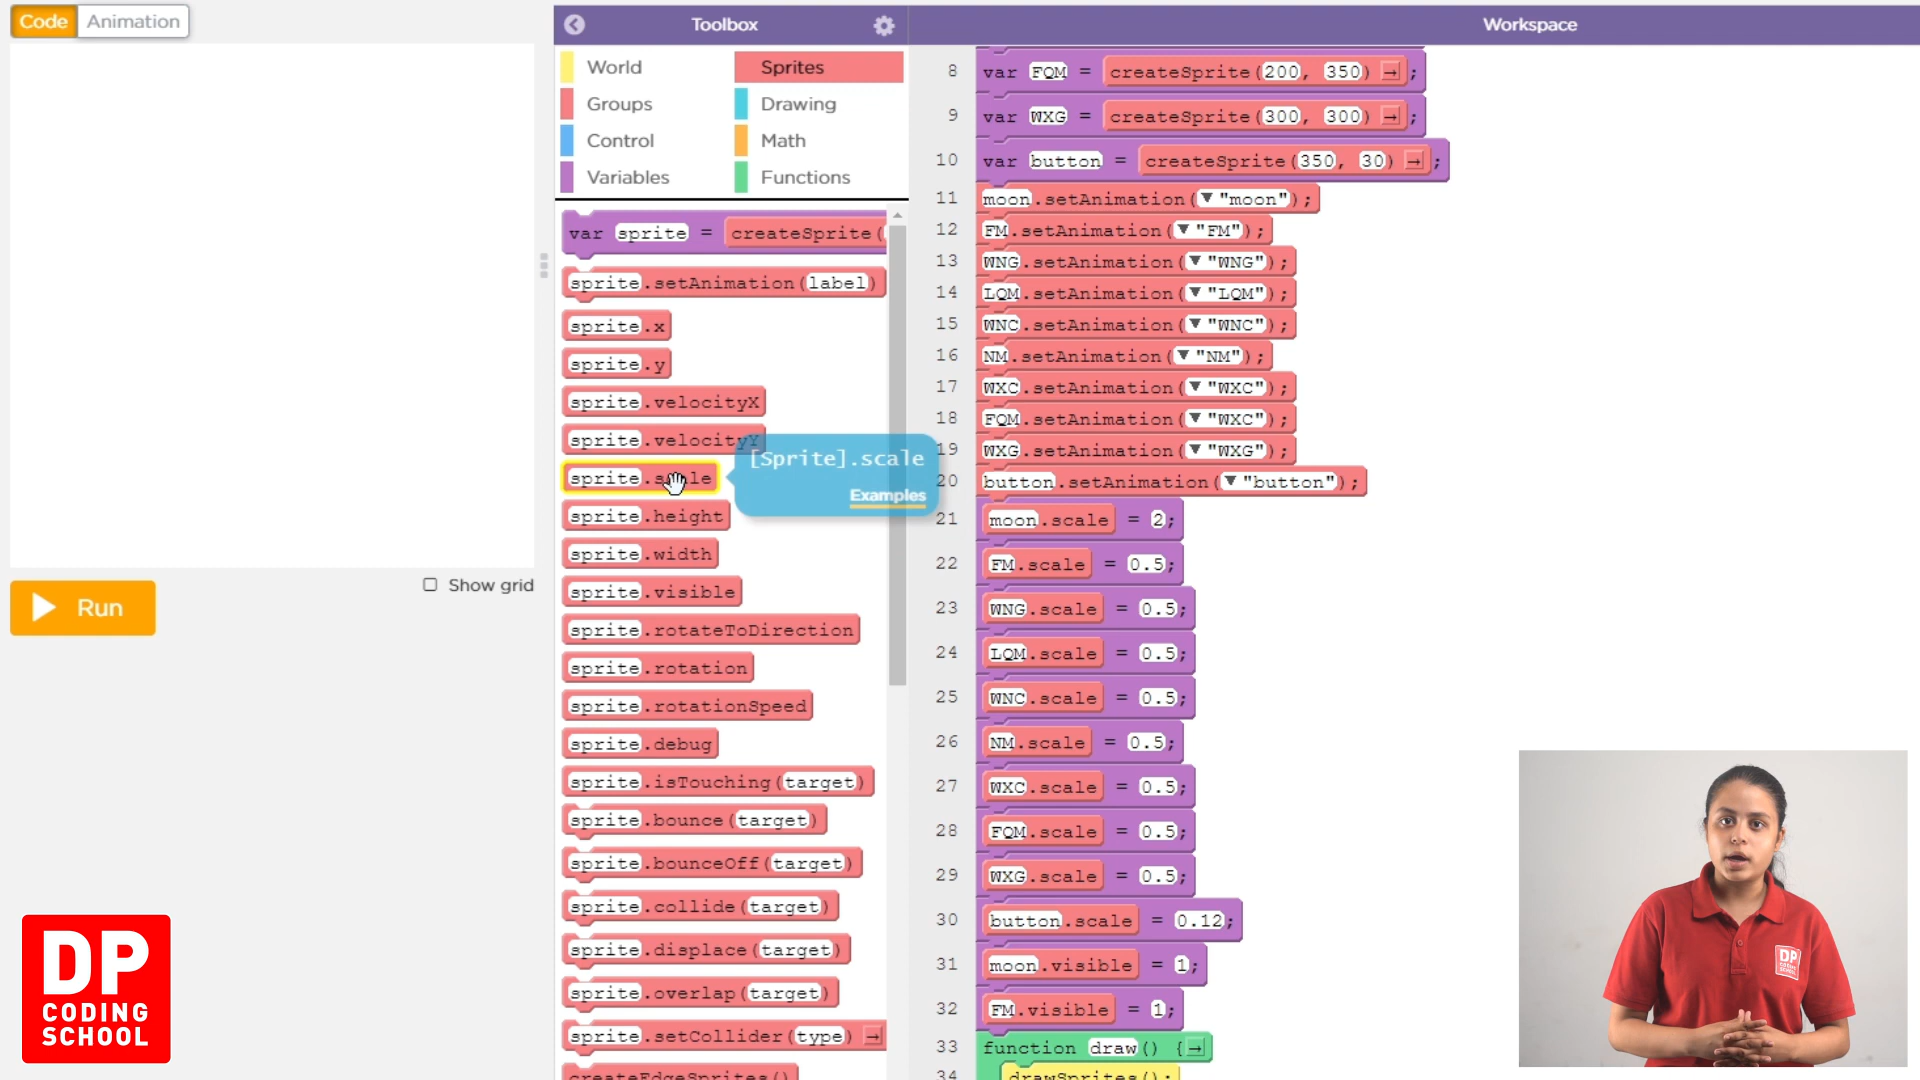 Code Animation
Toolbox
Workspace
World
Sprites
Groups
Drawing
Control
Math
Variables
Functions
var sprite = createSprite(
sprite.setAnimation(label)
sprite.x
sprite.y
sprite.velocityX
sprite.velocityY
sprite.scale
sprite.height
sprite.width
sprite.visible
sprite.rotateToDirection
sprite.rotation
sprite.rotationSpeed
sprite.debug
sprite.isTouching(target)
sprite.bounce(target)
sprite.bounceOff(target)
sprite.collide(target)
sprite.displace(target)
sprite.overlap(target)
sprite.setCollider(type) →
createEdgeSprites()
[Sprite].scale
Examples
8 var FQM = createSprite(200, 350) → ;
9 var WXG = createSprite(300, 300) → ;
10 var button = createSprite(350, 30) → ;
11 moon.setAnimation(▼"moon");
12 FM.setAnimation(▼"FM");
13 WNG.setAnimation(▼"WNG");
14 LQM.setAnimation(▼"LQM");
15 WNC.setAnimation(▼"WNC");
16 NM.setAnimation(▼"NM");
17 WXC.setAnimation(▼"WXC");
18 FQM.setAnimation(▼"WXC");
19 WXG.setAnimation(▼"WXG");
20 button.setAnimation(▼"button");
21 moon.scale = 2;
22 FM.scale = 0.5;
23 WNG.scale = 0.5;
24 LQM.scale = 0.5;
25 WNC.scale = 0.5;
26 NM.scale = 0.5;
27 WXC.scale = 0.5;
28 FQM.scale = 0.5;
29 WXG.scale = 0.5;
30 button.scale = 0.12;
31 moon.visible = 1;
32 FM.visible = 1;
33 function draw() {→
34 drawSprites();
Show grid
Run
DP
CODING
SCHOOL
DP
CODING
SCHOOL